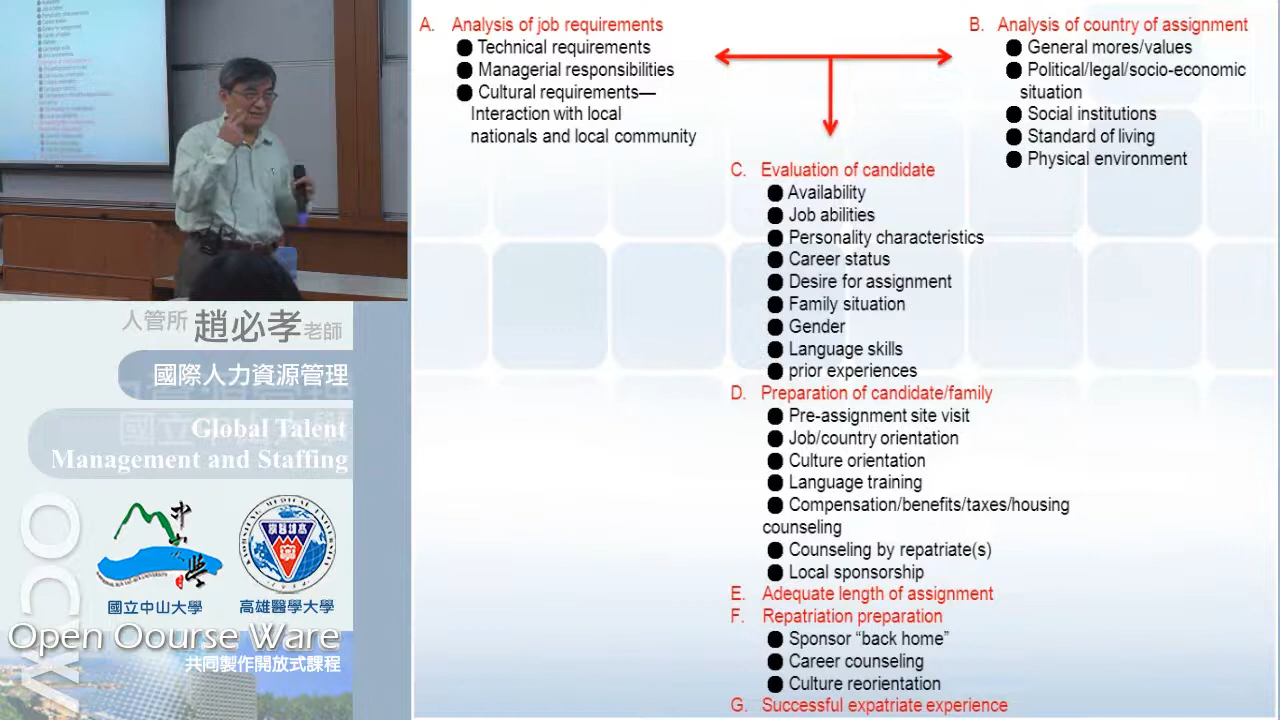 A. Analysis of job requirements
● Technical requirements
● Managerial responsibilities
● Cultural requirements—
Interaction with local
nationals and local community
B. Analysis of country of assignment
● General mores/values
● Political/legal/socio-economic
situation
● Social institutions
● Standard of living
● Physical environment
C. Evaluation of candidate
● Availability
● Job abilities
● Personality characteristics
● Career status
● Desire for assignment
● Family situation
● Gender
● Language skills
● prior experiences
D. Preparation of candidate/family
● Pre-assignment site visit
● Job/country orientation
● Culture orientation
● Language training
● Compensation/benefits/taxes/housing
counseling
● Counseling by repatriate(s)
● Local sponsorship
E. Adequate length of assignment
F. Repatriation preparation
● Sponsor “back home”
● Career counseling
● Culture reorientation
G. Successful expatriate experience
人管所 趙必孝 老師
國際人力資源管理
Global Talent
Management and Staffing
OCW
中山大學
國立中山大學
高雄醫學大學
Open Oourse Ware
共同製作開放式課程